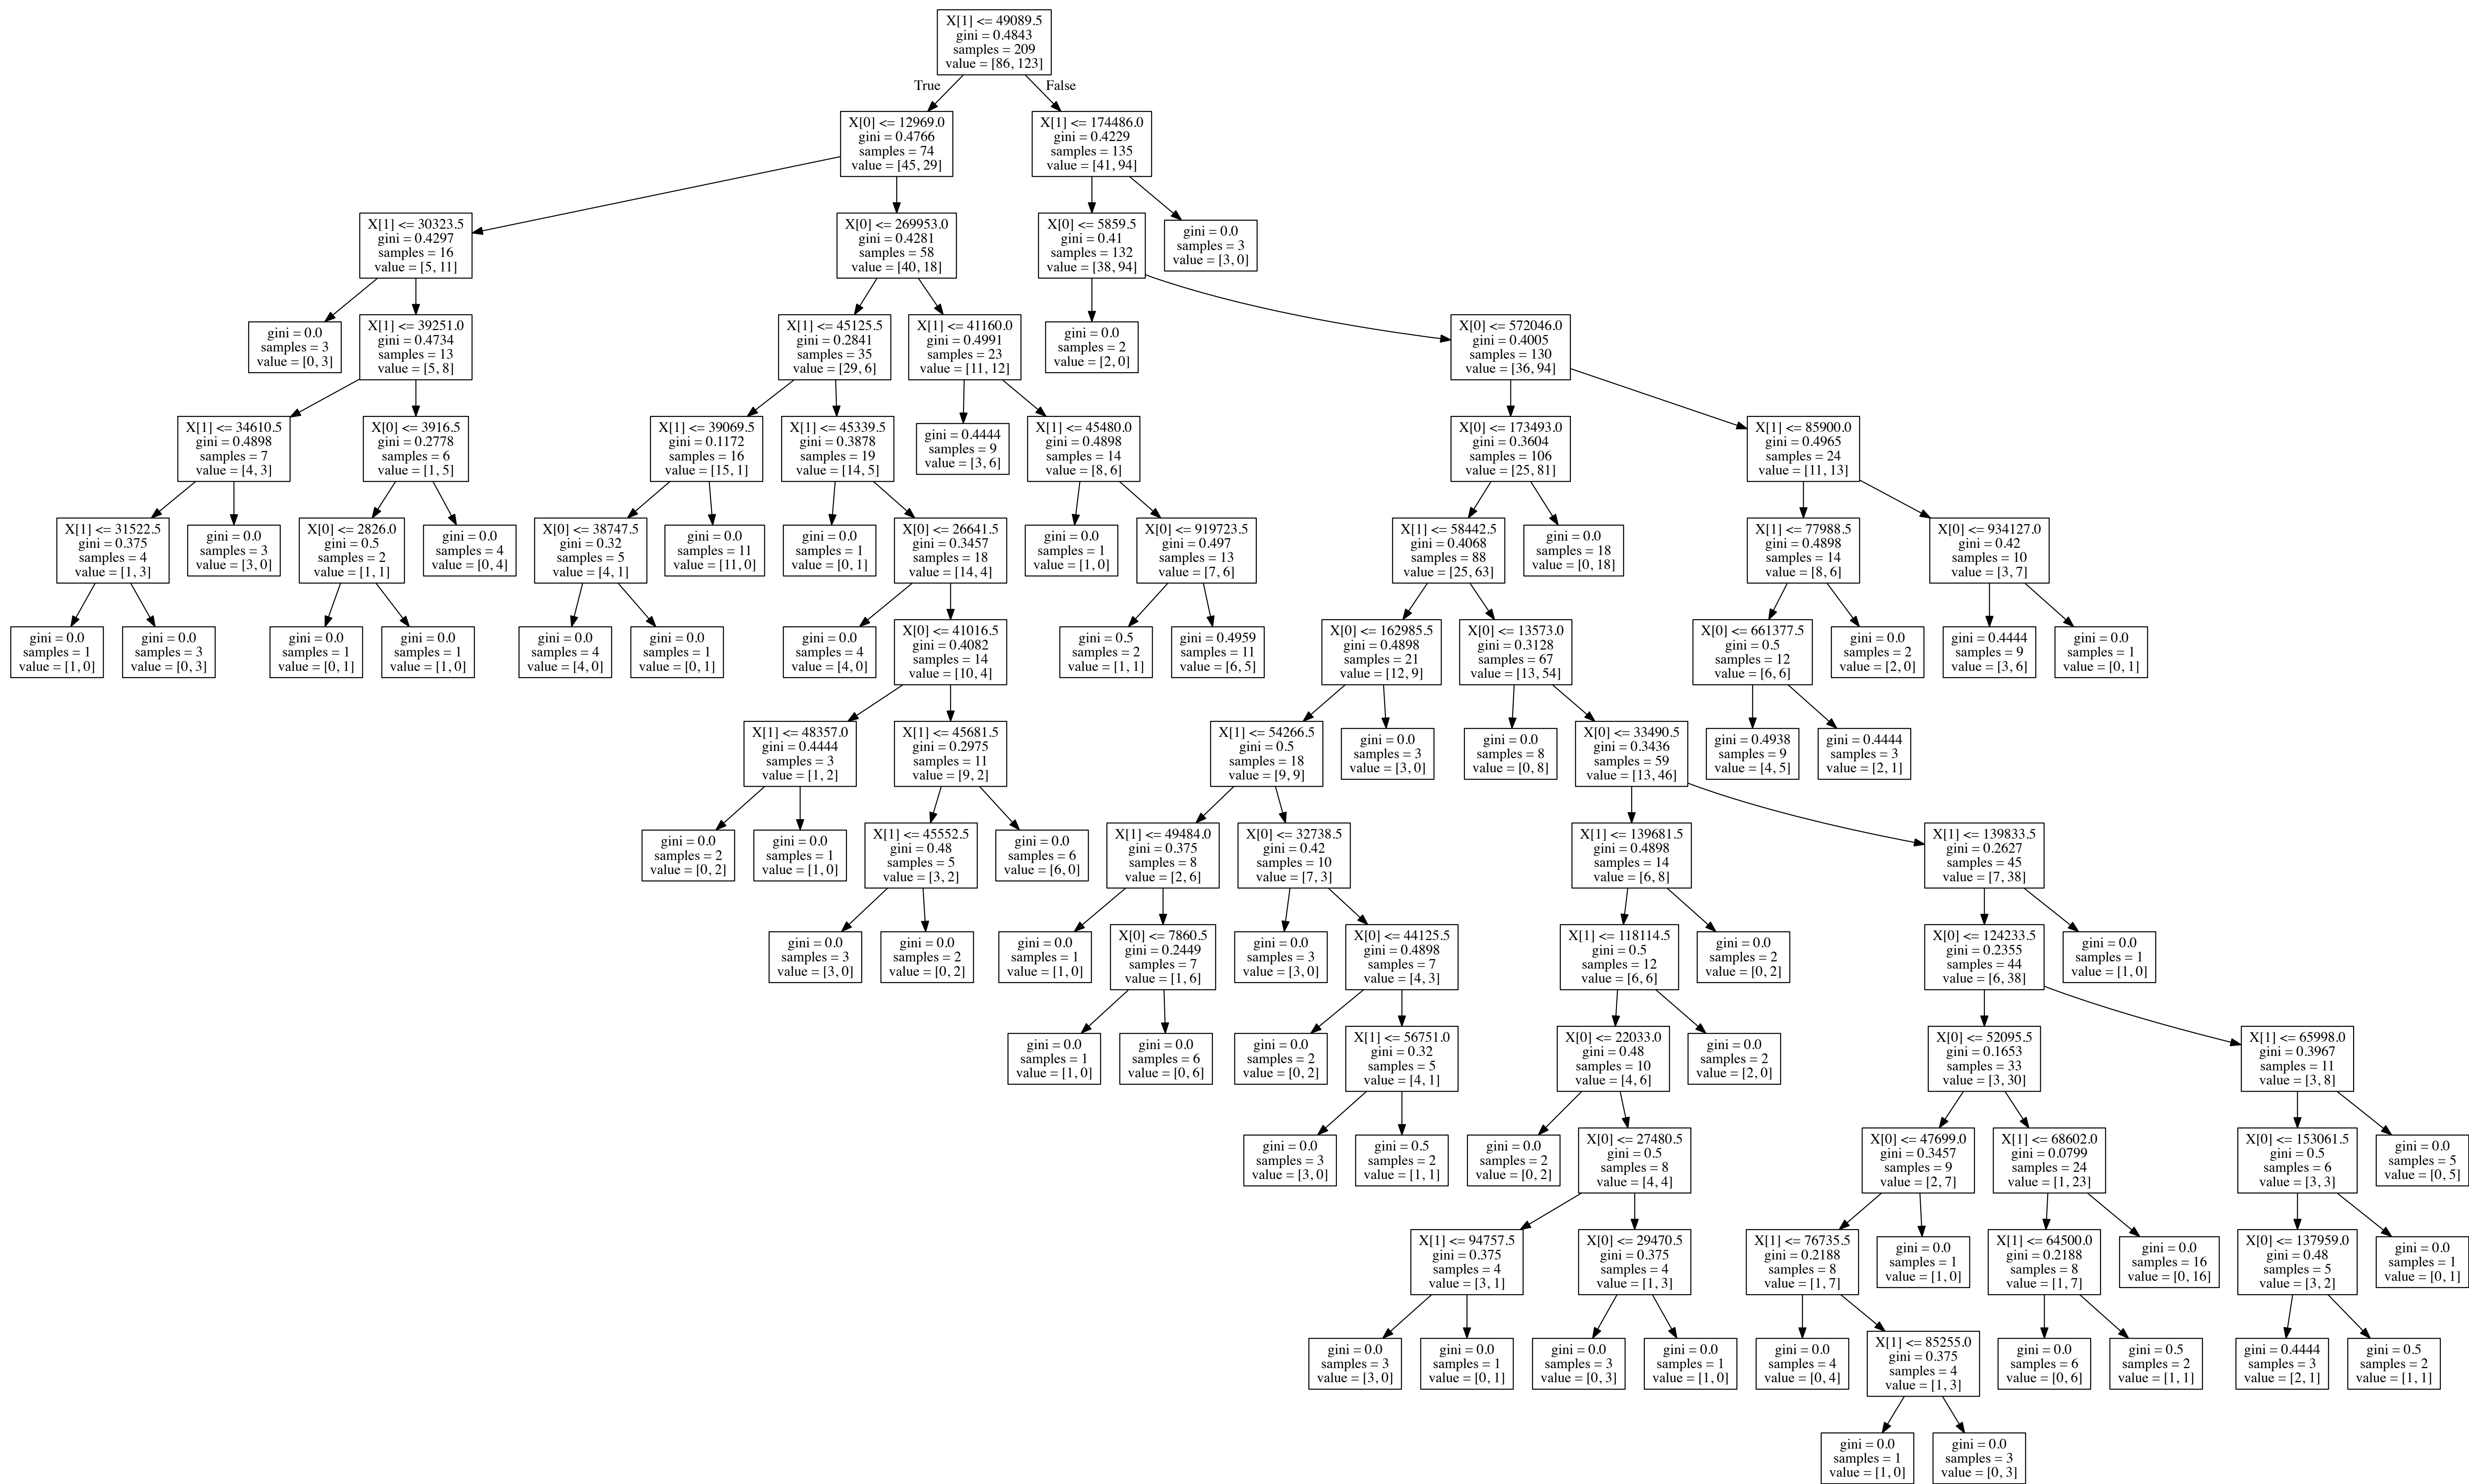 X[1] <= 49089.5
gini = 0.4843
samples = 209
value = [86, 123]
True
False
X[0] <= 12969.0
gini = 0.4766
samples = 74
value = [45, 29]
X[1] <= 174486.0
gini = 0.4229
samples = 135
value = [41, 94]
X[1] <= 30323.5
gini = 0.4297
samples = 16
value = [5, 11]
X[0] <= 269953.0
gini = 0.4281
samples = 58
value = [40, 18]
X[0] <= 5859.5
gini = 0.41
samples = 132
value = [38, 94]
gini = 0.0
samples = 3
value = [3, 0]
gini = 0.0
samples = 3
value = [0, 3]
X[1] <= 39251.0
gini = 0.4734
samples = 13
value = [5, 8]
X[1] <= 45125.5
gini = 0.2841
samples = 35
value = [29, 6]
X[1] <= 41160.0
gini = 0.4991
samples = 23
value = [11, 12]
gini = 0.0
samples = 2
value = [2, 0]
X[0] <= 572046.0
gini = 0.4005
samples = 130
value = [36, 94]
X[1] <= 34610.5
gini = 0.4898
samples = 7
value = [4, 3]
X[0] <= 3916.5
gini = 0.2778
samples = 6
value = [1, 5]
X[1] <= 39069.5
gini = 0.1172
samples = 16
value = [15, 1]
X[1] <= 45339.5
gini = 0.3878
samples = 19
value = [14, 5]
gini = 0.4444
samples = 9
value = [3, 6]
X[1] <= 45480.0
gini = 0.4898
samples = 14
value = [8, 6]
X[0] <= 173493.0
gini = 0.3604
samples = 106
value = [25, 81]
X[1] <= 85900.0
gini = 0.4965
samples = 24
value = [11, 13]
X[1] <= 31522.5
gini = 0.375
samples = 4
value = [1, 3]
gini = 0.0
samples = 3
value = [3, 0]
X[0] <= 2826.0
gini = 0.5
samples = 2
value = [1, 1]
gini = 0.0
samples = 4
value = [0, 4]
X[0] <= 38747.5
gini = 0.32
samples = 5
value = [4, 1]
gini = 0.0
samples = 11
value = [11, 0]
gini = 0.0
samples = 1
value = [0, 1]
X[0] <= 26641.5
gini = 0.3457
samples = 18
value = [14, 4]
gini = 0.0
samples = 1
value = [1, 0]
X[0] <= 919723.5
gini = 0.497
samples = 13
value = [7, 6]
X[1] <= 58442.5
gini = 0.4068
samples = 88
value = [25, 63]
gini = 0.0
samples = 18
value = [0, 18]
X[1] <= 77988.5
gini = 0.4898
samples = 14
value = [8, 6]
X[0] <= 934127.0
gini = 0.42
samples = 10
value = [3, 7]
gini = 0.0
samples = 1
value = [1, 0]
gini = 0.0
samples = 3
value = [0, 3]
gini = 0.0
samples = 1
value = [0, 1]
gini = 0.0
samples = 1
value = [1, 0]
gini = 0.0
samples = 4
value = [4, 0]
gini = 0.0
samples = 1
value = [0, 1]
gini = 0.0
samples = 4
value = [4, 0]
X[0] <= 41016.5
gini = 0.4082
samples = 14
value = [10, 4]
gini = 0.5
samples = 2
value = [1, 1]
gini = 0.4959
samples = 11
value = [6, 5]
X[0] <= 162985.5
gini = 0.4898
samples = 21
value = [12, 9]
X[0] <= 13573.0
gini = 0.3128
samples = 67
value = [13, 54]
X[0] <= 661377.5
gini = 0.5
samples = 12
value = [6, 6]
gini = 0.0
samples = 2
value = [2, 0]
gini = 0.4444
samples = 9
value = [3, 6]
gini = 0.0
samples = 1
value = [0, 1]
X[1] <= 48357.0
gini = 0.4444
samples = 3
value = [1, 2]
X[1] <= 45681.5
gini = 0.2975
samples = 11
value = [9, 2]
X[1] <= 54266.5
gini = 0.5
samples = 18
value = [9, 9]
gini = 0.0
samples = 3
value = [3, 0]
gini = 0.0
samples = 8
value = [0, 8]
X[0] <= 33490.5
gini = 0.3436
samples = 59
value = [13, 46]
gini = 0.4938
samples = 9
value = [4, 5]
gini = 0.4444
samples = 3
value = [2, 1]
gini = 0.0
samples = 2
value = [0, 2]
gini = 0.0
samples = 1
value = [1, 0]
X[1] <= 45552.5
gini = 0.48
samples = 5
value = [3, 2]
gini = 0.0
samples = 6
value = [6, 0]
X[1] <= 49484.0
gini = 0.375
samples = 8
value = [2, 6]
X[0] <= 32738.5
gini = 0.42
samples = 10
value = [7, 3]
X[1] <= 139681.5
gini = 0.4898
samples = 14
value = [6, 8]
X[1] <= 139833.5
gini = 0.2627
samples = 45
value = [7, 38]
gini = 0.0
samples = 3
value = [3, 0]
gini = 0.0
samples = 2
value = [0, 2]
gini = 0.0
samples = 1
value = [1, 0]
X[0] <= 7860.5
gini = 0.2449
samples = 7
value = [1, 6]
gini = 0.0
samples = 3
value = [3, 0]
X[0] <= 44125.5
gini = 0.4898
samples = 7
value = [4, 3]
X[1] <= 118114.5
gini = 0.5
samples = 12
value = [6, 6]
gini = 0.0
samples = 2
value = [0, 2]
X[0] <= 124233.5
gini = 0.2355
samples = 44
value = [6, 38]
gini = 0.0
samples = 1
value = [1, 0]
gini = 0.0
samples = 1
value = [1, 0]
gini = 0.0
samples = 6
value = [0, 6]
gini = 0.0
samples = 2
value = [0, 2]
X[1] <= 56751.0
gini = 0.32
samples = 5
value = [4, 1]
X[0] <= 22033.0
gini = 0.48
samples = 10
value = [4, 6]
gini = 0.0
samples = 2
value = [2, 0]
X[0] <= 52095.5
gini = 0.1653
samples = 33
value = [3, 30]
X[1] <= 65998.0
gini = 0.3967
samples = 11
value = [3, 8]
gini = 0.0
samples = 3
value = [3, 0]
gini = 0.5
samples = 2
value = [1, 1]
gini = 0.0
samples = 2
value = [0, 2]
X[0] <= 27480.5
gini = 0.5
samples = 8
value = [4, 4]
X[0] <= 47699.0
gini = 0.3457
samples = 9
value = [2, 7]
X[1] <= 68602.0
gini = 0.0799
samples = 24
value = [1, 23]
X[0] <= 153061.5
gini = 0.5
samples = 6
value = [3, 3]
gini = 0.0
samples = 5
value = [0, 5]
X[1] <= 94757.5
gini = 0.375
samples = 4
value = [3, 1]
X[0] <= 29470.5
gini = 0.375
samples = 4
value = [1, 3]
X[1] <= 76735.5
gini = 0.2188
samples = 8
value = [1, 7]
gini = 0.0
samples = 1
value = [1, 0]
X[1] <= 64500.0
gini = 0.2188
samples = 8
value = [1, 7]
gini = 0.0
samples = 16
value = [0, 16]
X[0] <= 137959.0
gini = 0.48
samples = 5
value = [3, 2]
gini = 0.0
samples = 1
value = [0, 1]
gini = 0.0
samples = 3
value = [3, 0]
gini = 0.0
samples = 1
value = [0, 1]
gini = 0.0
samples = 3
value = [0, 3]
gini = 0.0
samples = 1
value = [1, 0]
gini = 0.0
samples = 4
value = [0, 4]
X[1] <= 85255.0
gini = 0.375
samples = 4
value = [1, 3]
gini = 0.0
samples = 6
value = [0, 6]
gini = 0.5
samples = 2
value = [1, 1]
gini = 0.4444
samples = 3
value = [2, 1]
gini = 0.5
samples = 2
value = [1, 1]
gini = 0.0
samples = 1
value = [1, 0]
gini = 0.0
samples = 3
value = [0, 3]